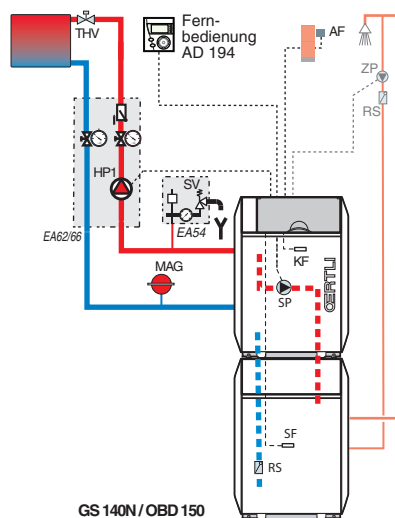 THV
Fern-
bedienung
AD 194
AF
ZP
RS
HP1
SV
EA62/66
EA54
MAG
KF
SP
ŒRTLI
SF
RS
GS 140N / OBD 150